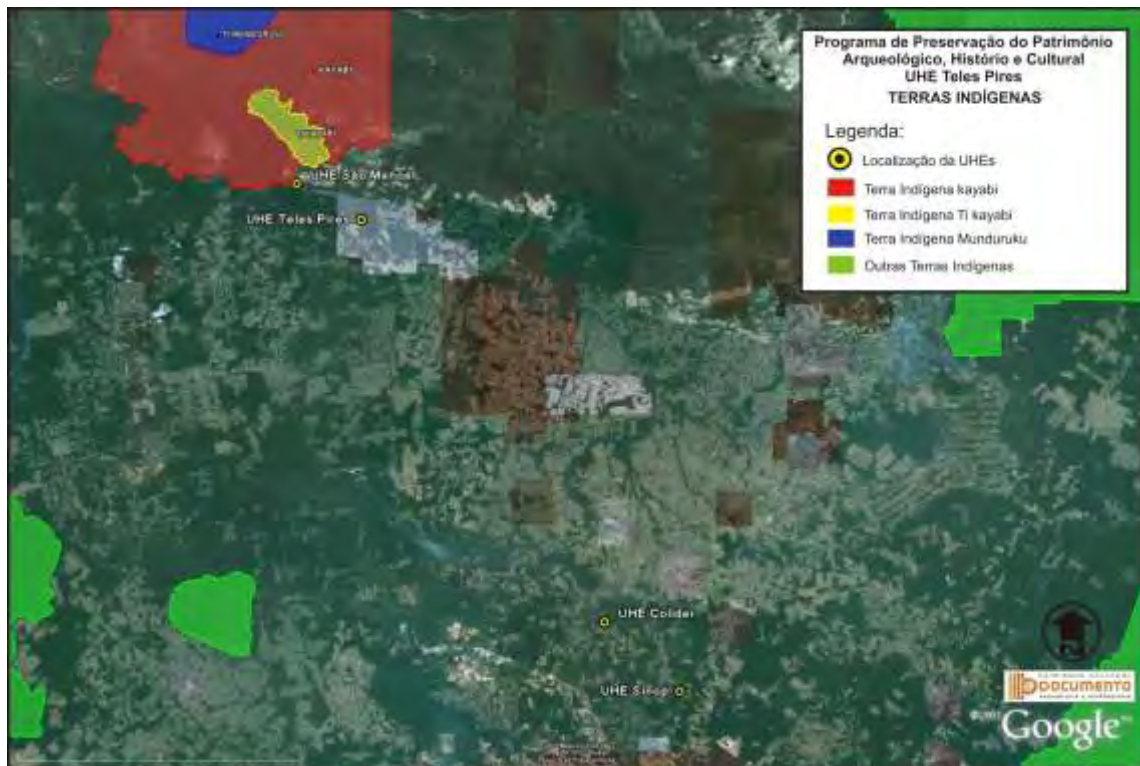 Programa de Preservação do Patrimônio
Arqueológico, Histório e Cultural
UHE Teles Pires
TERRAS INDÍGENAS
Legenda:
Localização da UHEs
Terra Indígena kayabi
Terra Indígena Ti kayabi
Terra Indígena Munduruku
Outras Terras Indígenas
UHE São Manoel
UHE Teles Pires
UHE Colider
UHE Sinop
DOCUMENTO
Google